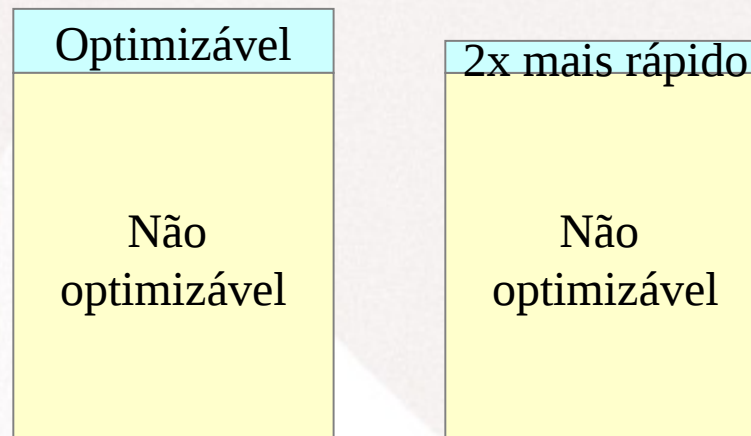 Optimizável
2x mais rápido
Não
optimizável
Não
optimizável